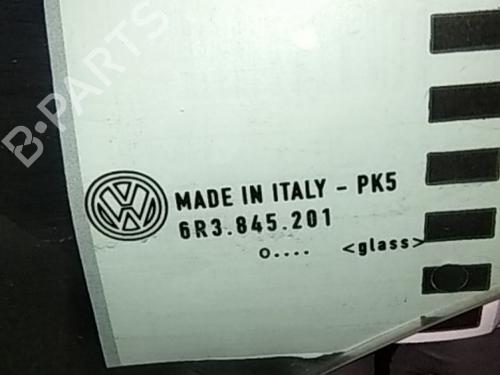 B-PARTS
MADE IN ITALY - PK5
6R3.845.201
o....
<glass>